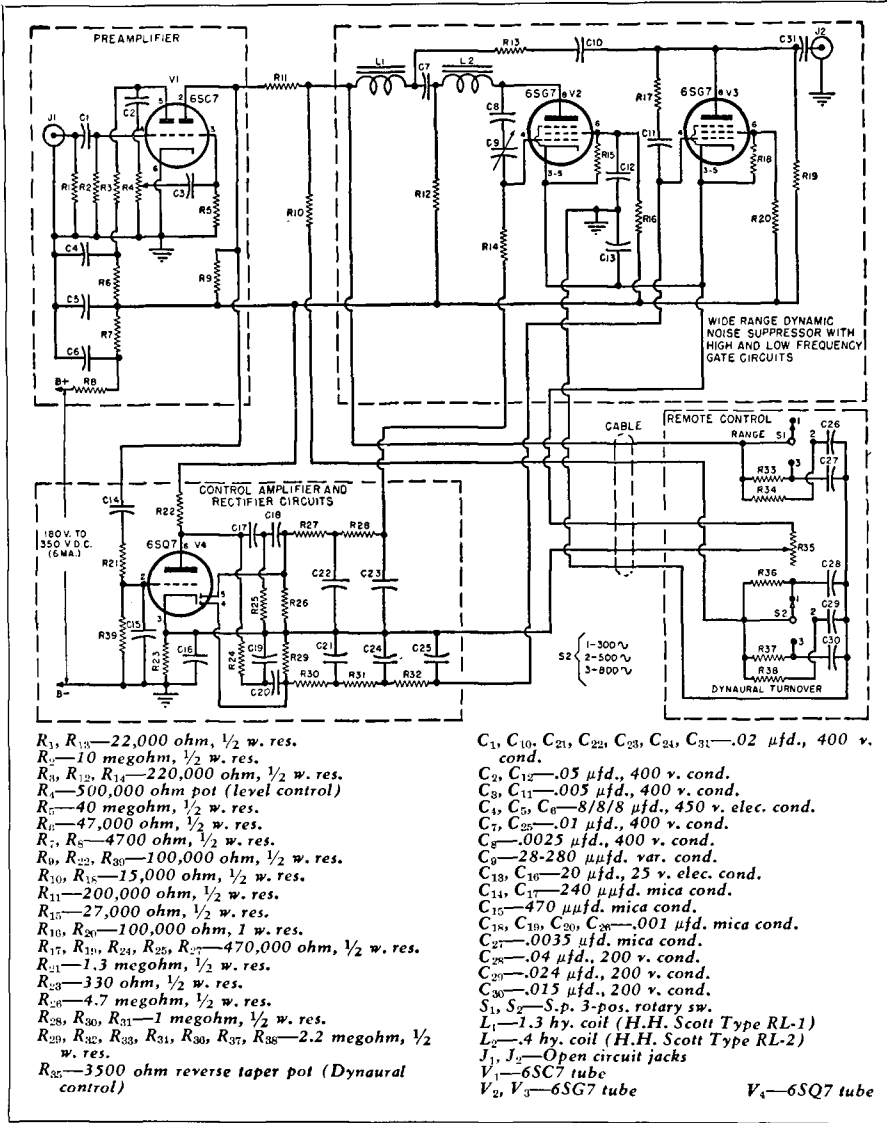 PREAMPLIFIER
V1
6SC7
J1
C1
C2
R1
R2
R3
R4
C3
R5
C4
R6
R9
C5
R7
C6
B+
R8
R11
R10
L1
C7
L2
R13
C10
C31
J2
R12
C8
C9
6SG7
V2
R14
R15
C12
R16
C13
R17
C11
6SG7
V3
R18
R20
R19
WIDE RANGE DYNAMIC
NOISE SUPPRESSOR WITH
HIGH AND LOW FREQUENCY
GATE CIRCUITS
CABLE
REMOTE CONTROL
RANGE
S1
C26
C27
R33
R34
R35
R36
S2
C28
C29
C30
R37
R38
DYNAURAL TURNOVER
S2
1-300∿
2-500∿
3-800∿
CONTROL AMPLIFIER AND
RECTIFIER CIRCUITS
180 V. TO
350 V D.C.
(6 MA.)
C14
R22
6SQ7
V4
R21
R39
C15
R23
C16
C17
C18
R27
R28
C22
C23
R25
R26
R24
C19
R29
C20
R30
C21
R31
C24
R32
C25
B-
R₁, R₁₃—22,000 ohm, ½ w. res.
R₂—10 megohm, ½ w. res.
R₃, R₁₂, R₁₄—220,000 ohm, ½ w. res.
R₄—500,000 ohm pot (level control)
R₅—40 megohm, ½ w. res.
R₆—47,000 ohm, ½ w. res.
R₇, R₈—4700 ohm, ½ w. res.
R₉, R₂₂, R₃₉—100,000 ohm, ½ w. res.
R₁₀, R₁₈—15,000 ohm, ½ w. res.
R₁₁—200,000 ohm, ½ w. res.
R₁₅—27,000 ohm, ½ w. res.
R₁₆, R₂₀—100,000 ohm, 1 w. res.
R₁₇, R₁₉, R₂₄, R₂₅, R₂₇—470,000 ohm, ½ w. res.
R₂₁—1.3 megohm, ½ w. res.
R₂₃—330 ohm, ½ w. res.
R₂₆—4.7 megohm, ½ w. res.
R₂₈, R₃₀, R₃₁—1 megohm, ½ w. res.
R₂₉, R₃₂, R₃₃, R₃₄, R₃₆, R₃₇, R₃₈—2.2 megohm, ½
w. res.
R₃₅—3500 ohm reverse taper pot (Dynaural
control)
C₁, C₁₀, C₂₁, C₂₂, C₂₃, C₂₄, C₃₁—.02 μfd., 400 v.
cond.
C₂, C₁₂—.05 μfd., 400 v. cond.
C₃, C₁₁—.005 μfd., 400 v. cond.
C₄, C₅, C₆—8/8/8 μfd., 450 v. elec. cond.
C₇, C₂₅—.01 μfd., 400 v. cond.
C₈—.0025 μfd., 400 v. cond.
C₉—28-280 μμfd. var. cond.
C₁₃, C₁₆—20 μfd., 25 v. elec. cond.
C₁₄, C₁₇—240 μμfd. mica cond.
C₁₅—470 μμfd. mica cond.
C₁₈, C₁₉, C₂₀, C₂₆—.001 μfd. mica cond.
C₂₇—.0035 μfd. mica cond.
C₂₈—.04 μfd., 200 v. cond.
C₂₉—.024 μfd., 200 v. cond.
C₃₀—.015 μfd., 200 v. cond.
S₁, S₂—S.p. 3-pos. rotary sw.
L₁—1.3 hy. coil (H.H. Scott Type RL-1)
L₂—.4 hy. coil (H.H. Scott Type RL-2)
J₁, J₂—Open circuit jacks
V₁—6SC7 tube
V₂, V₃—6SG7 tube V₄—6SQ7 tube